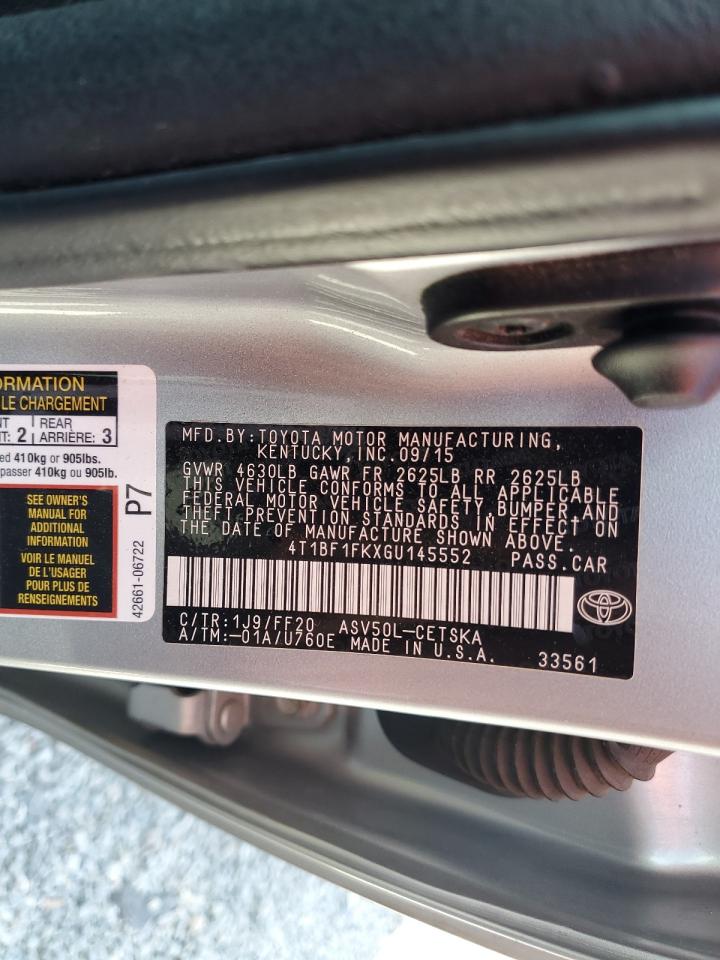 ORMATION
LE CHARGEMENT
NT REAR
NT: 2 ARRIÈRE: 3
ed 410kg or 905lbs.
passer 410kg ou 905lb.
SEE OWNER'S
MANUAL FOR
ADDITIONAL
INFORMATION
VOIR LE MANUEL
DE L'USAGER
POUR PLUS DE
RENSEIGNEMENTS
P7
42661-06722
MFD.BY:TOYOTA MOTOR MANUFACTURING,
KENTUCKY,INC.09/15
GVWR 4630LB GAWR FR 2625LB RR 2625LB
THIS VEHICLE CONFORMS TO ALL APPLICABLE
FEDERAL MOTOR VEHICLE SAFETY,BUMPER,AND
THEFT PREVENTION STANDARDS IN EFFECT ON
THE DATE OF MANUFACTURE SHOWN ABOVE.
4T1BF1FKXGU145552 PASS.CAR
C/TR:1J9/FF20 ASV50L-CETSKA
A/TM:-01A/U760E MADE IN U.S.A. 33561